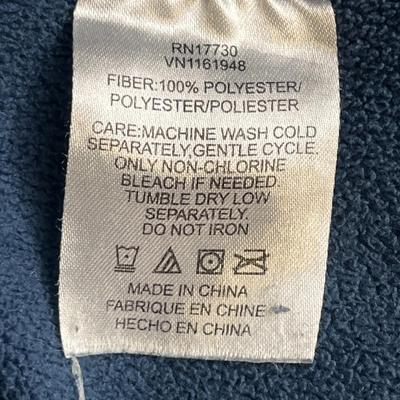 RN17730
VN1161948
FIBER:100% POLYESTER/
POLYESTER/POLIESTER
CARE:MACHINE WASH COLD
SEPARATELY,GENTLE CYCLE.
ONLY NON-CHLORINE
BLEACH IF NEEDED.
TUMBLE DRY LOW
SEPARATELY.
DO NOT IRON
MADE IN CHINA
FABRIQUE EN CHINE
HECHO EN CHINA